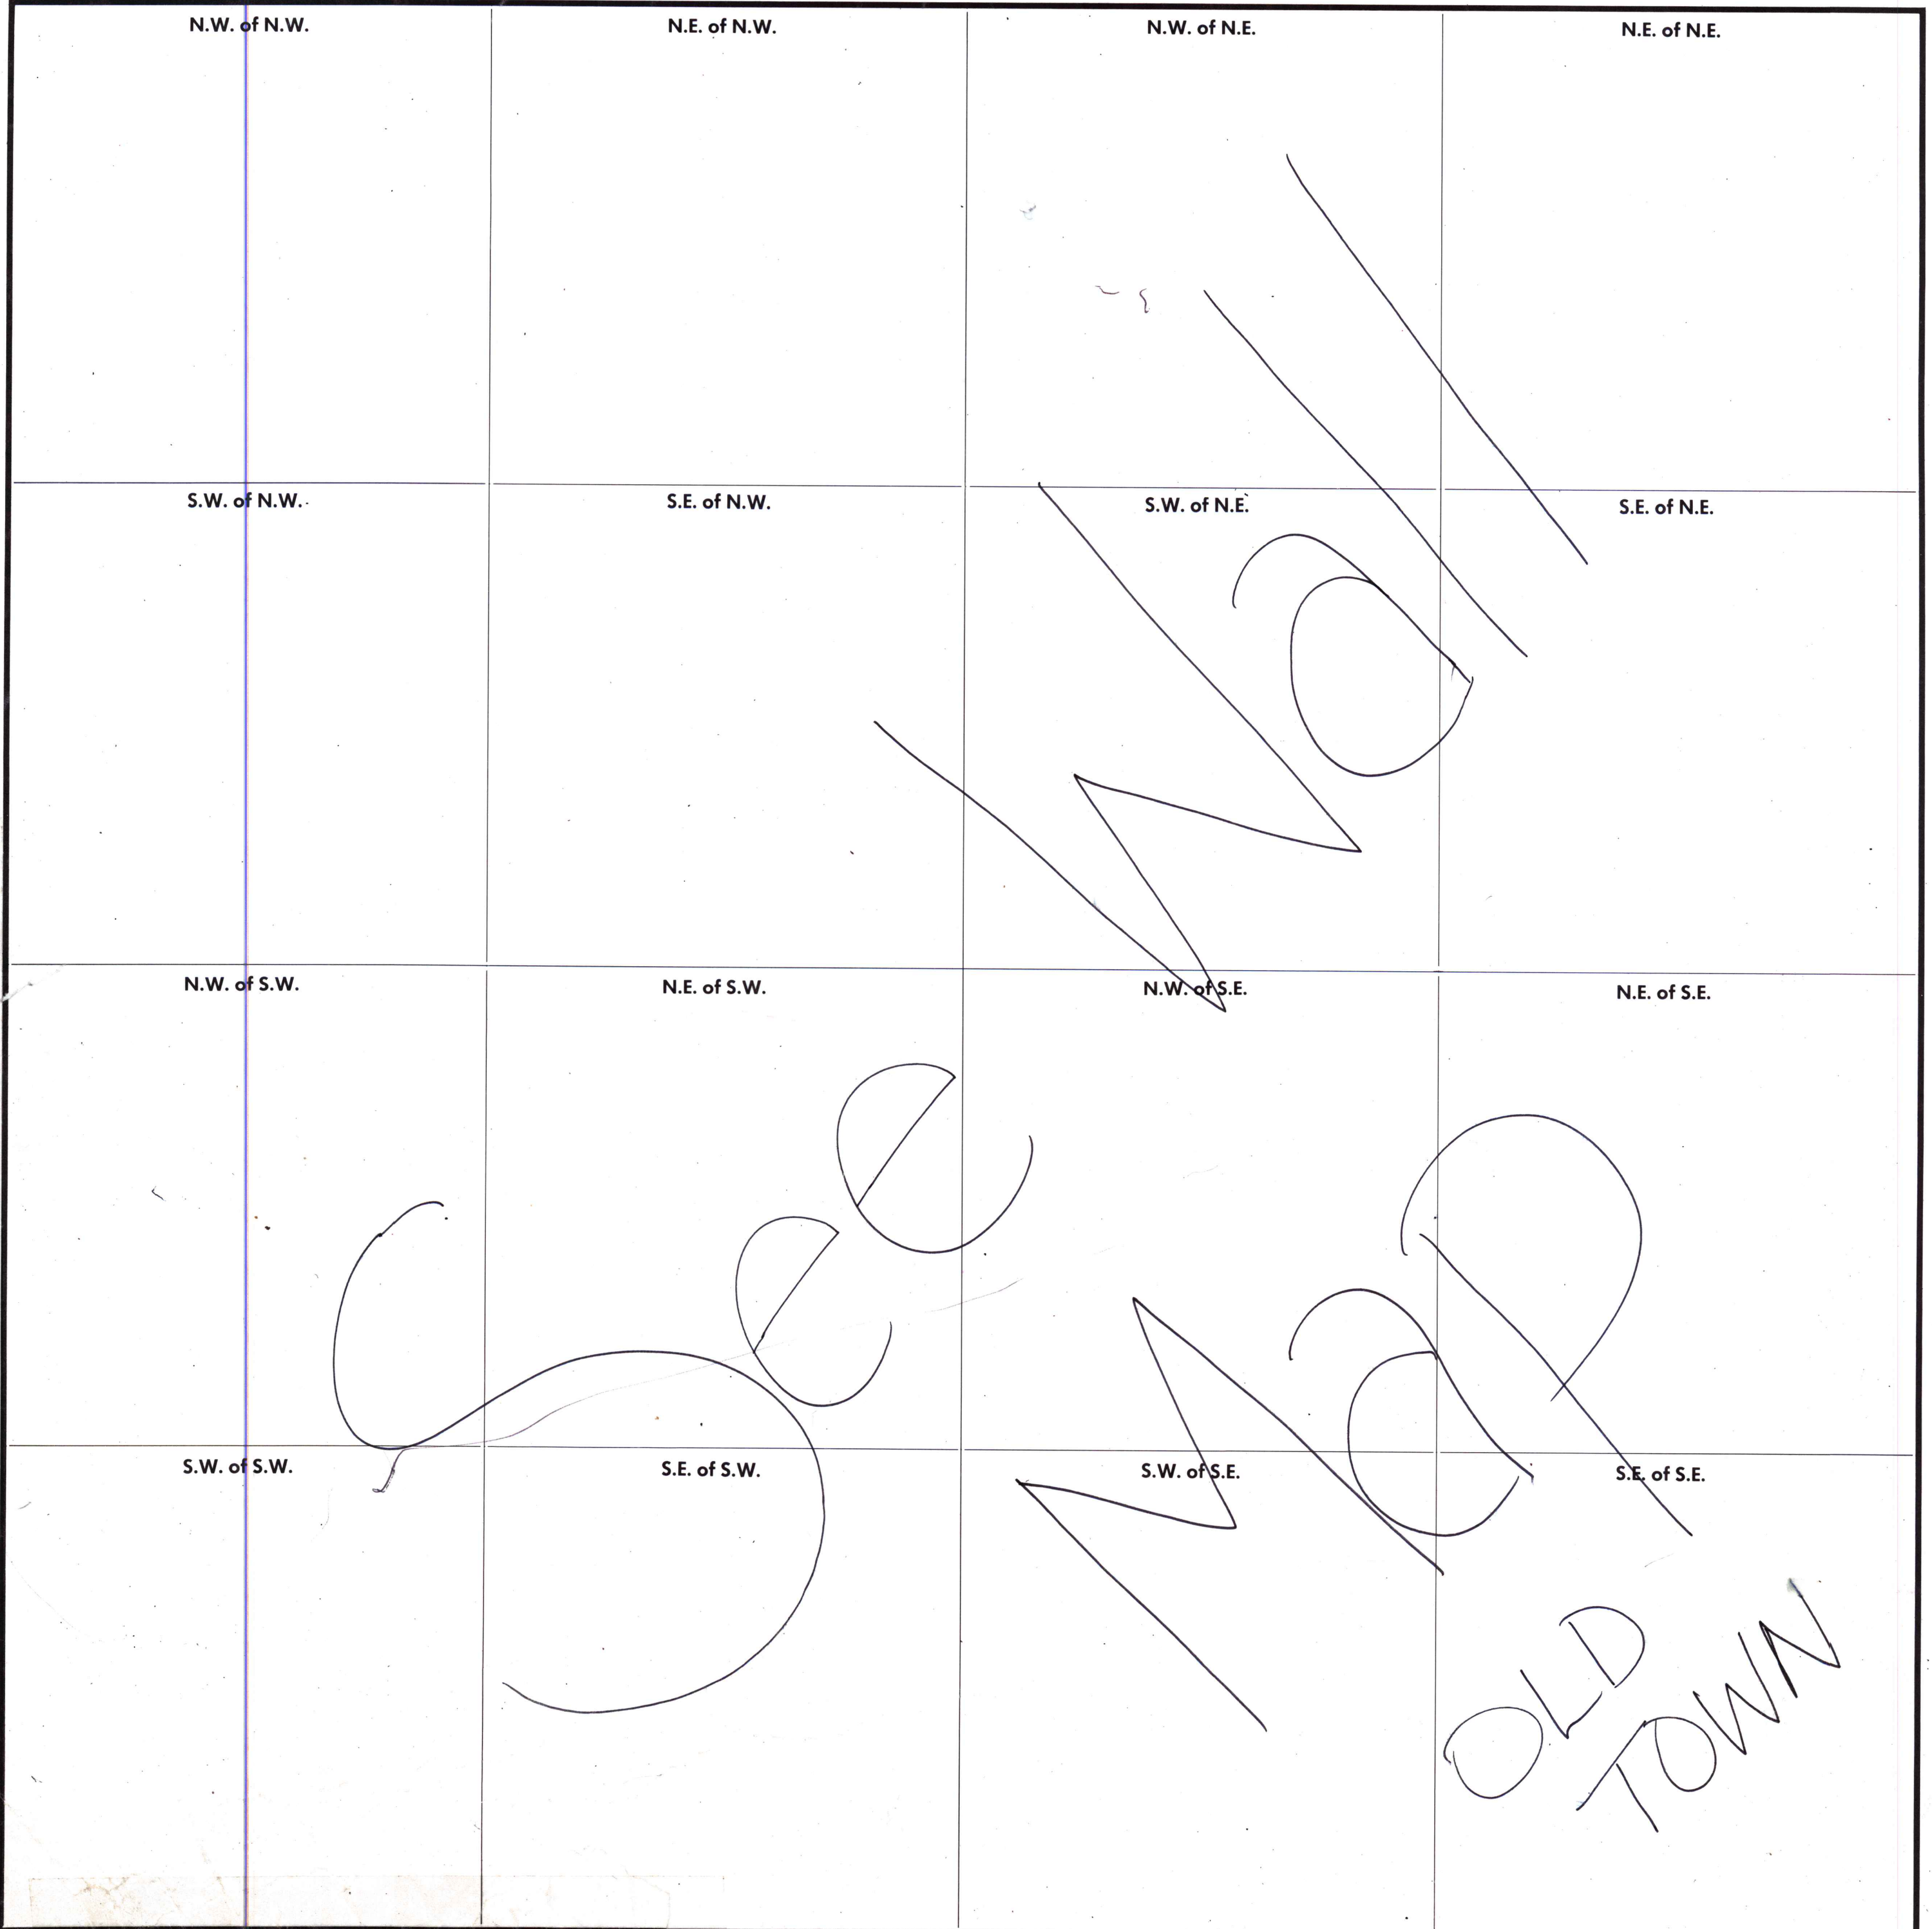 N.W. of N.W. N.E. of N.W. N.W. of N.E. N.E. of N.E.
S.W. of N.W. S.E. of N.W. S.W. of N.E. S.E. of N.E.
N.W. of S.W. N.E. of S.W. N.W. of S.E. N.E. of S.E.
S.W. of S.W. S.E. of S.W. S.W. of S.E. S.E. of S.E.
See Wall
Map
OLD
TOWN